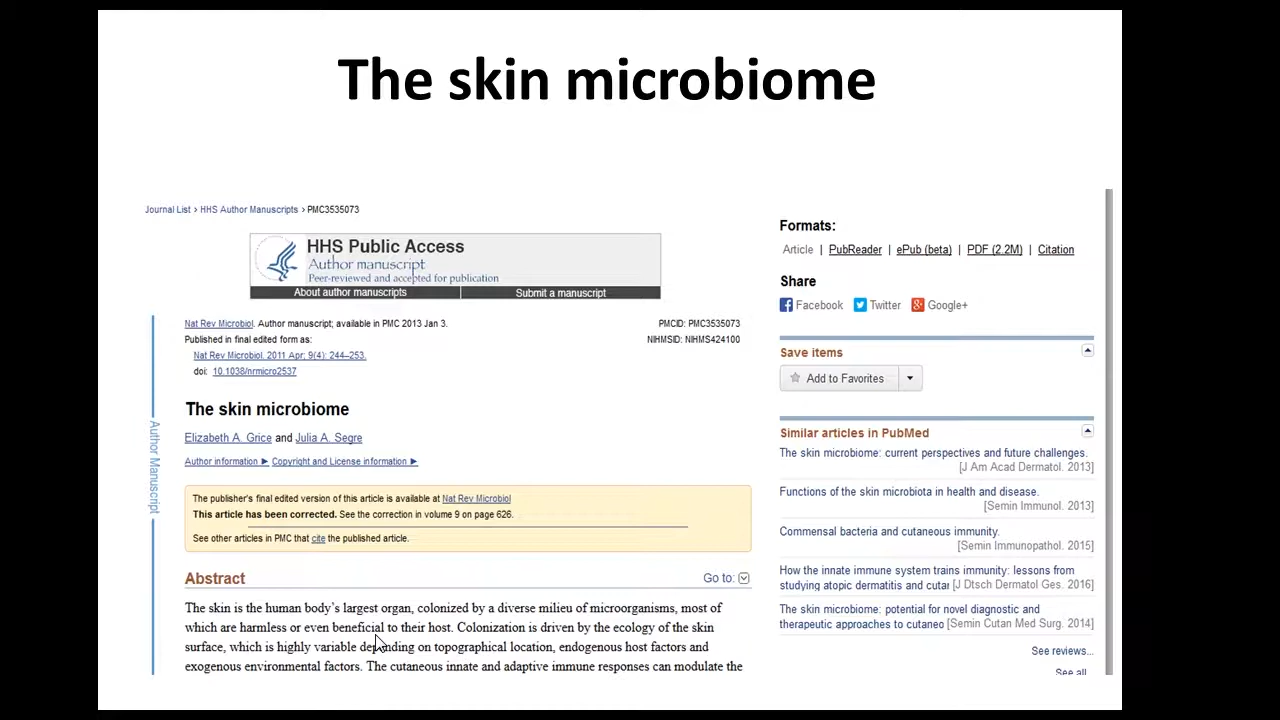 The skin microbiome
Journal List > HHS Author Manuscripts > PMC3535073
HHS Public Access
Author manuscript
Peer-reviewed and accepted for publication
About author manuscripts
Submit a manuscript
Nat Rev Microbiol. Author manuscript; available in PMC 2013 Jan 3.
PMCID: PMC3535073
Published in final edited form as:
NIHMSID: NIHMS424100
Nat Rev Microbiol. 2011 Apr; 9(4): 244–253.
doi: 10.1038/nrmicro2537
Author Manuscript
The skin microbiome
Elizabeth A. Grice and Julia A. Segre
Author information ► Copyright and License information ►
The publisher's final edited version of this article is available at Nat Rev Microbiol
This article has been corrected. See the correction in volume 9 on page 626.
See other articles in PMC that cite the published article.
Abstract
Go to:
The skin is the human body's largest organ, colonized by a diverse milieu of microorganisms, most of
which are harmless or even beneficial to their host. Colonization is driven by the ecology of the skin
surface, which is highly variable depending on topographical location, endogenous host factors and
exogenous environmental factors. The cutaneous innate and adaptive immune responses can modulate the
Formats:
Article | PubReader | ePub (beta) | PDF (2.2M) | Citation
Share
Facebook Twitter Google+
Save items
Add to Favorites
Similar articles in PubMed
The skin microbiome: current perspectives and future challenges.
[J Am Acad Dermatol. 2013]
Functions of the skin microbiota in health and disease.
[Semin Immunol. 2013]
Commensal bacteria and cutaneous immunity.
[Semin Immunopathol. 2015]
How the innate immune system trains immunity: lessons from
studying atopic dermatitis and cutar [J Dtsch Dermatol Ges. 2016]
The skin microbiome: potential for novel diagnostic and
therapeutic approaches to cutaneo [Semin Cutan Med Surg. 2014]
See reviews...
See all